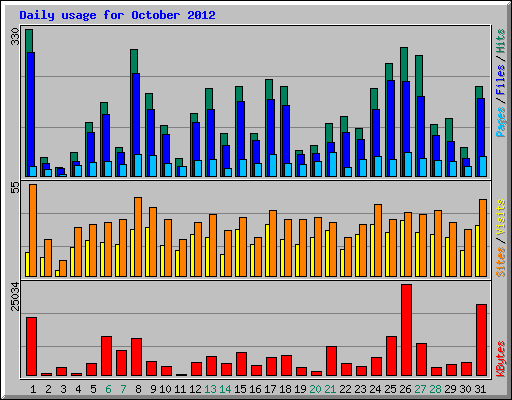 Daily usage for October 2012
330
Pages / Files / Hits
55
Sites / Visits
25034
KBytes
1 2 3 4 5 6 7 8 9 10 11 12 13 14 15 16 17 18 19 20 21 22 23 24 25 26 27 28 29 30 31